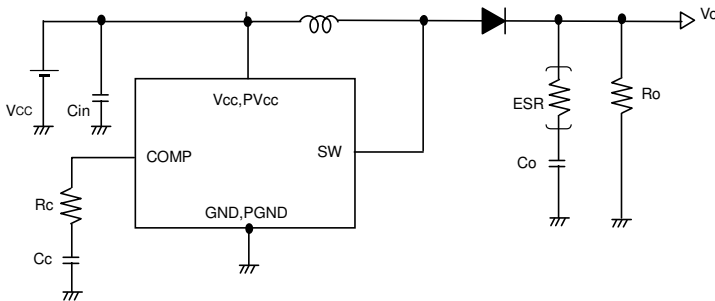 Vo
Vcc,PVcc
VCC
Cin
ESR
Ro
COMP
SW
Co
Rc
GND,PGND
Cc